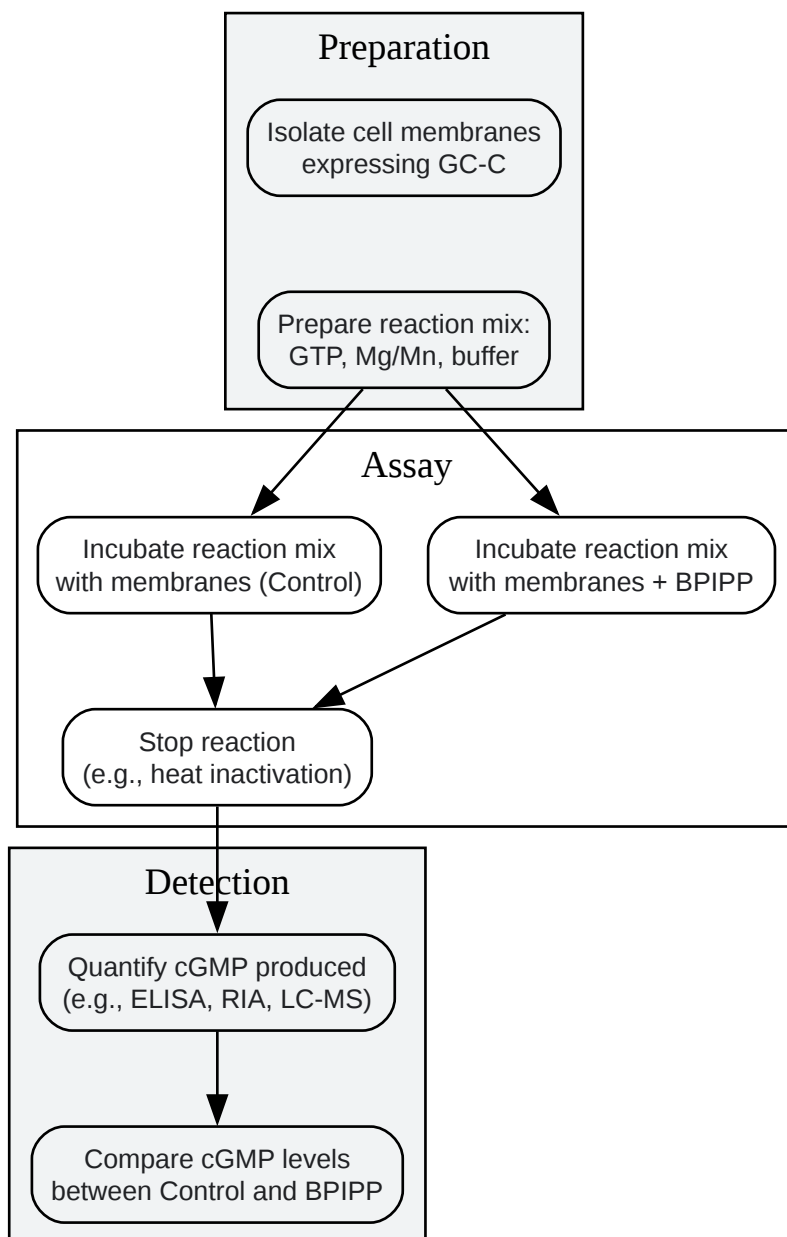 Preparation
Isolate cell membranes
expressing GC-C
Prepare reaction mix:
GTP, Mg/Mn, buffer
Assay
Incubate reaction mix
with membranes (Control)
Incubate reaction mix
with membranes + BPIPP
Stop reaction
(e.g., heat inactivation)
Detection
Quantify cGMP produced
(e.g., ELISA, RIA, LC-MS)
Compare cGMP levels
between Control and BPIPP